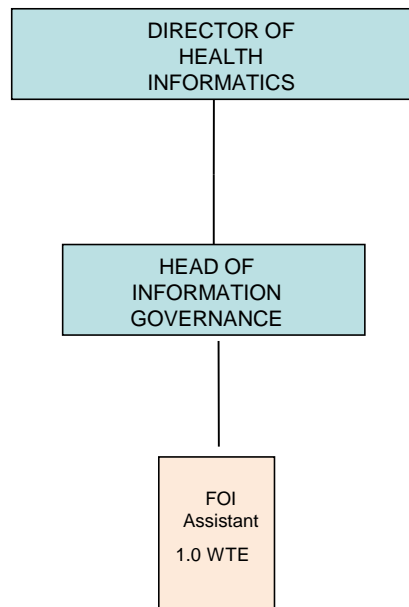 DIRECTOR OF
HEALTH
INFORMATICS
HEAD OF
INFORMATION
GOVERNANCE
FOI
Assistant
1.0 WTE